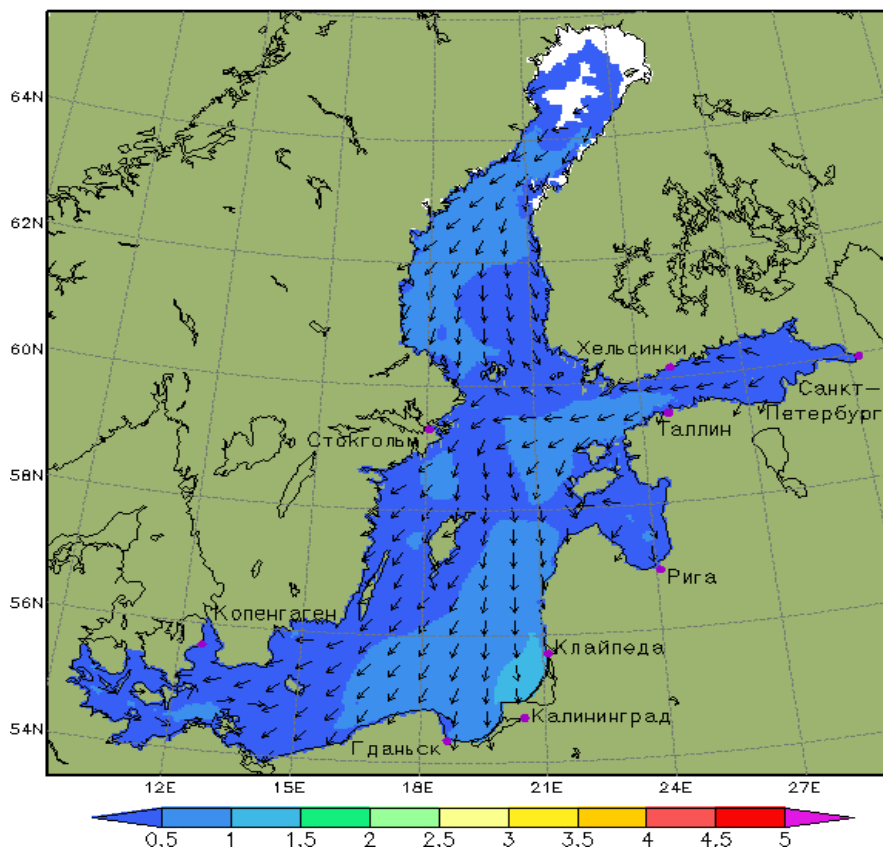 64N
62N
60N
58N
56N
54N
Хельсинки
Санкт-
Петербург
Таллин
Стокгольм
Рига
Копенгаген
Клайпеда
Калининград
Гданьск
12E 15E 18E 21E 24E 27E
0.5 1 1.5 2 2.5 3 3.5 4 4.5 5